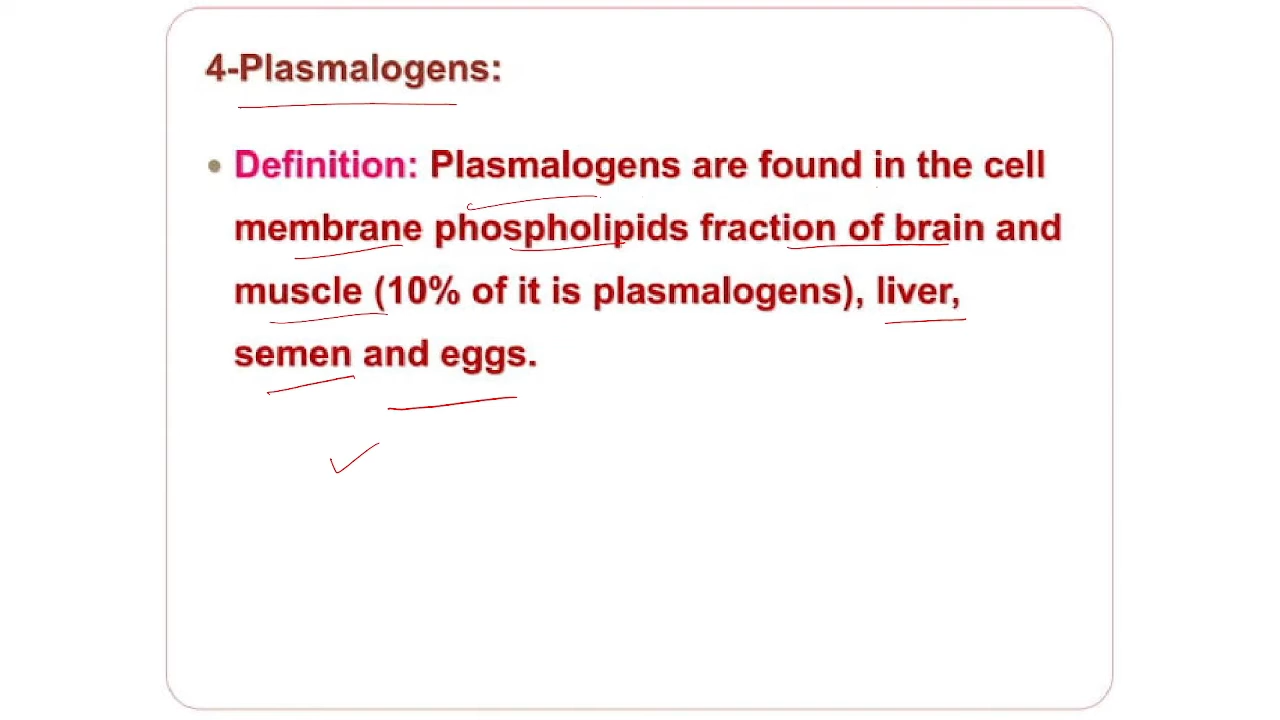 4-Plasmalogens:
• Definition: Plasmalogens are found in the cell
membrane phospholipids fraction of brain and
muscle (10% of it is plasmalogens), liver,
semen and eggs.